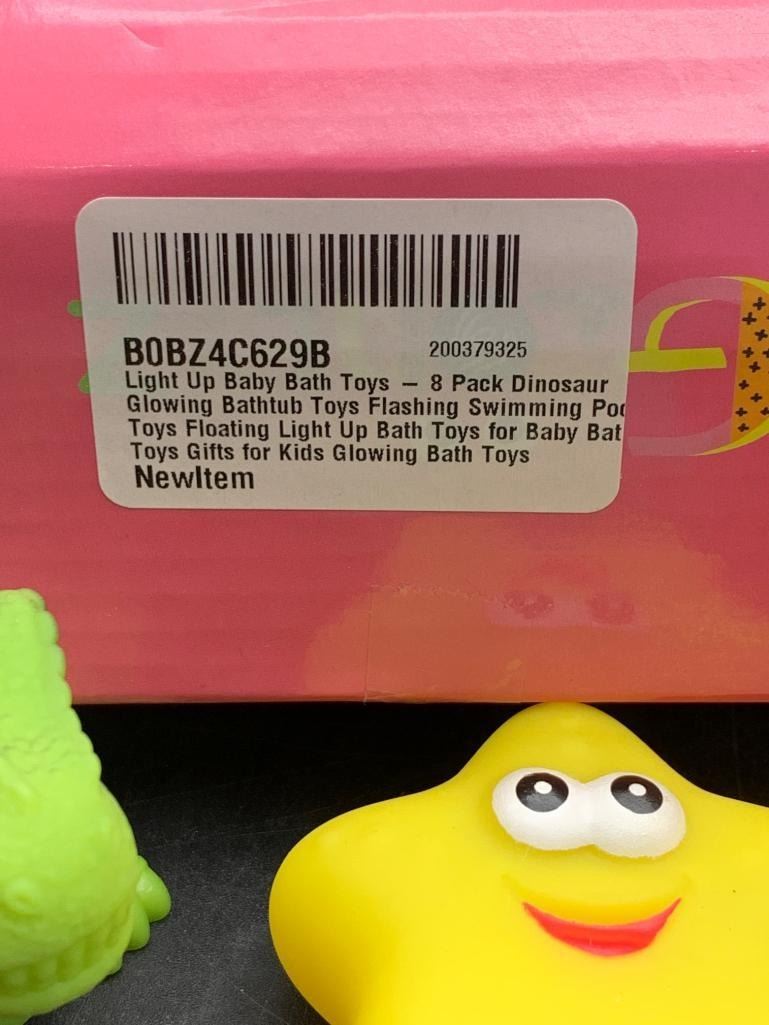 B0BZ4C629B 200379325
Light Up Baby Bath Toys – 8 Pack Dinosaur
Glowing Bathtub Toys Flashing Swimming Poo
Toys Floating Light Up Bath Toys for Baby Bat
Toys Gifts for Kids Glowing Bath Toys
NewItem